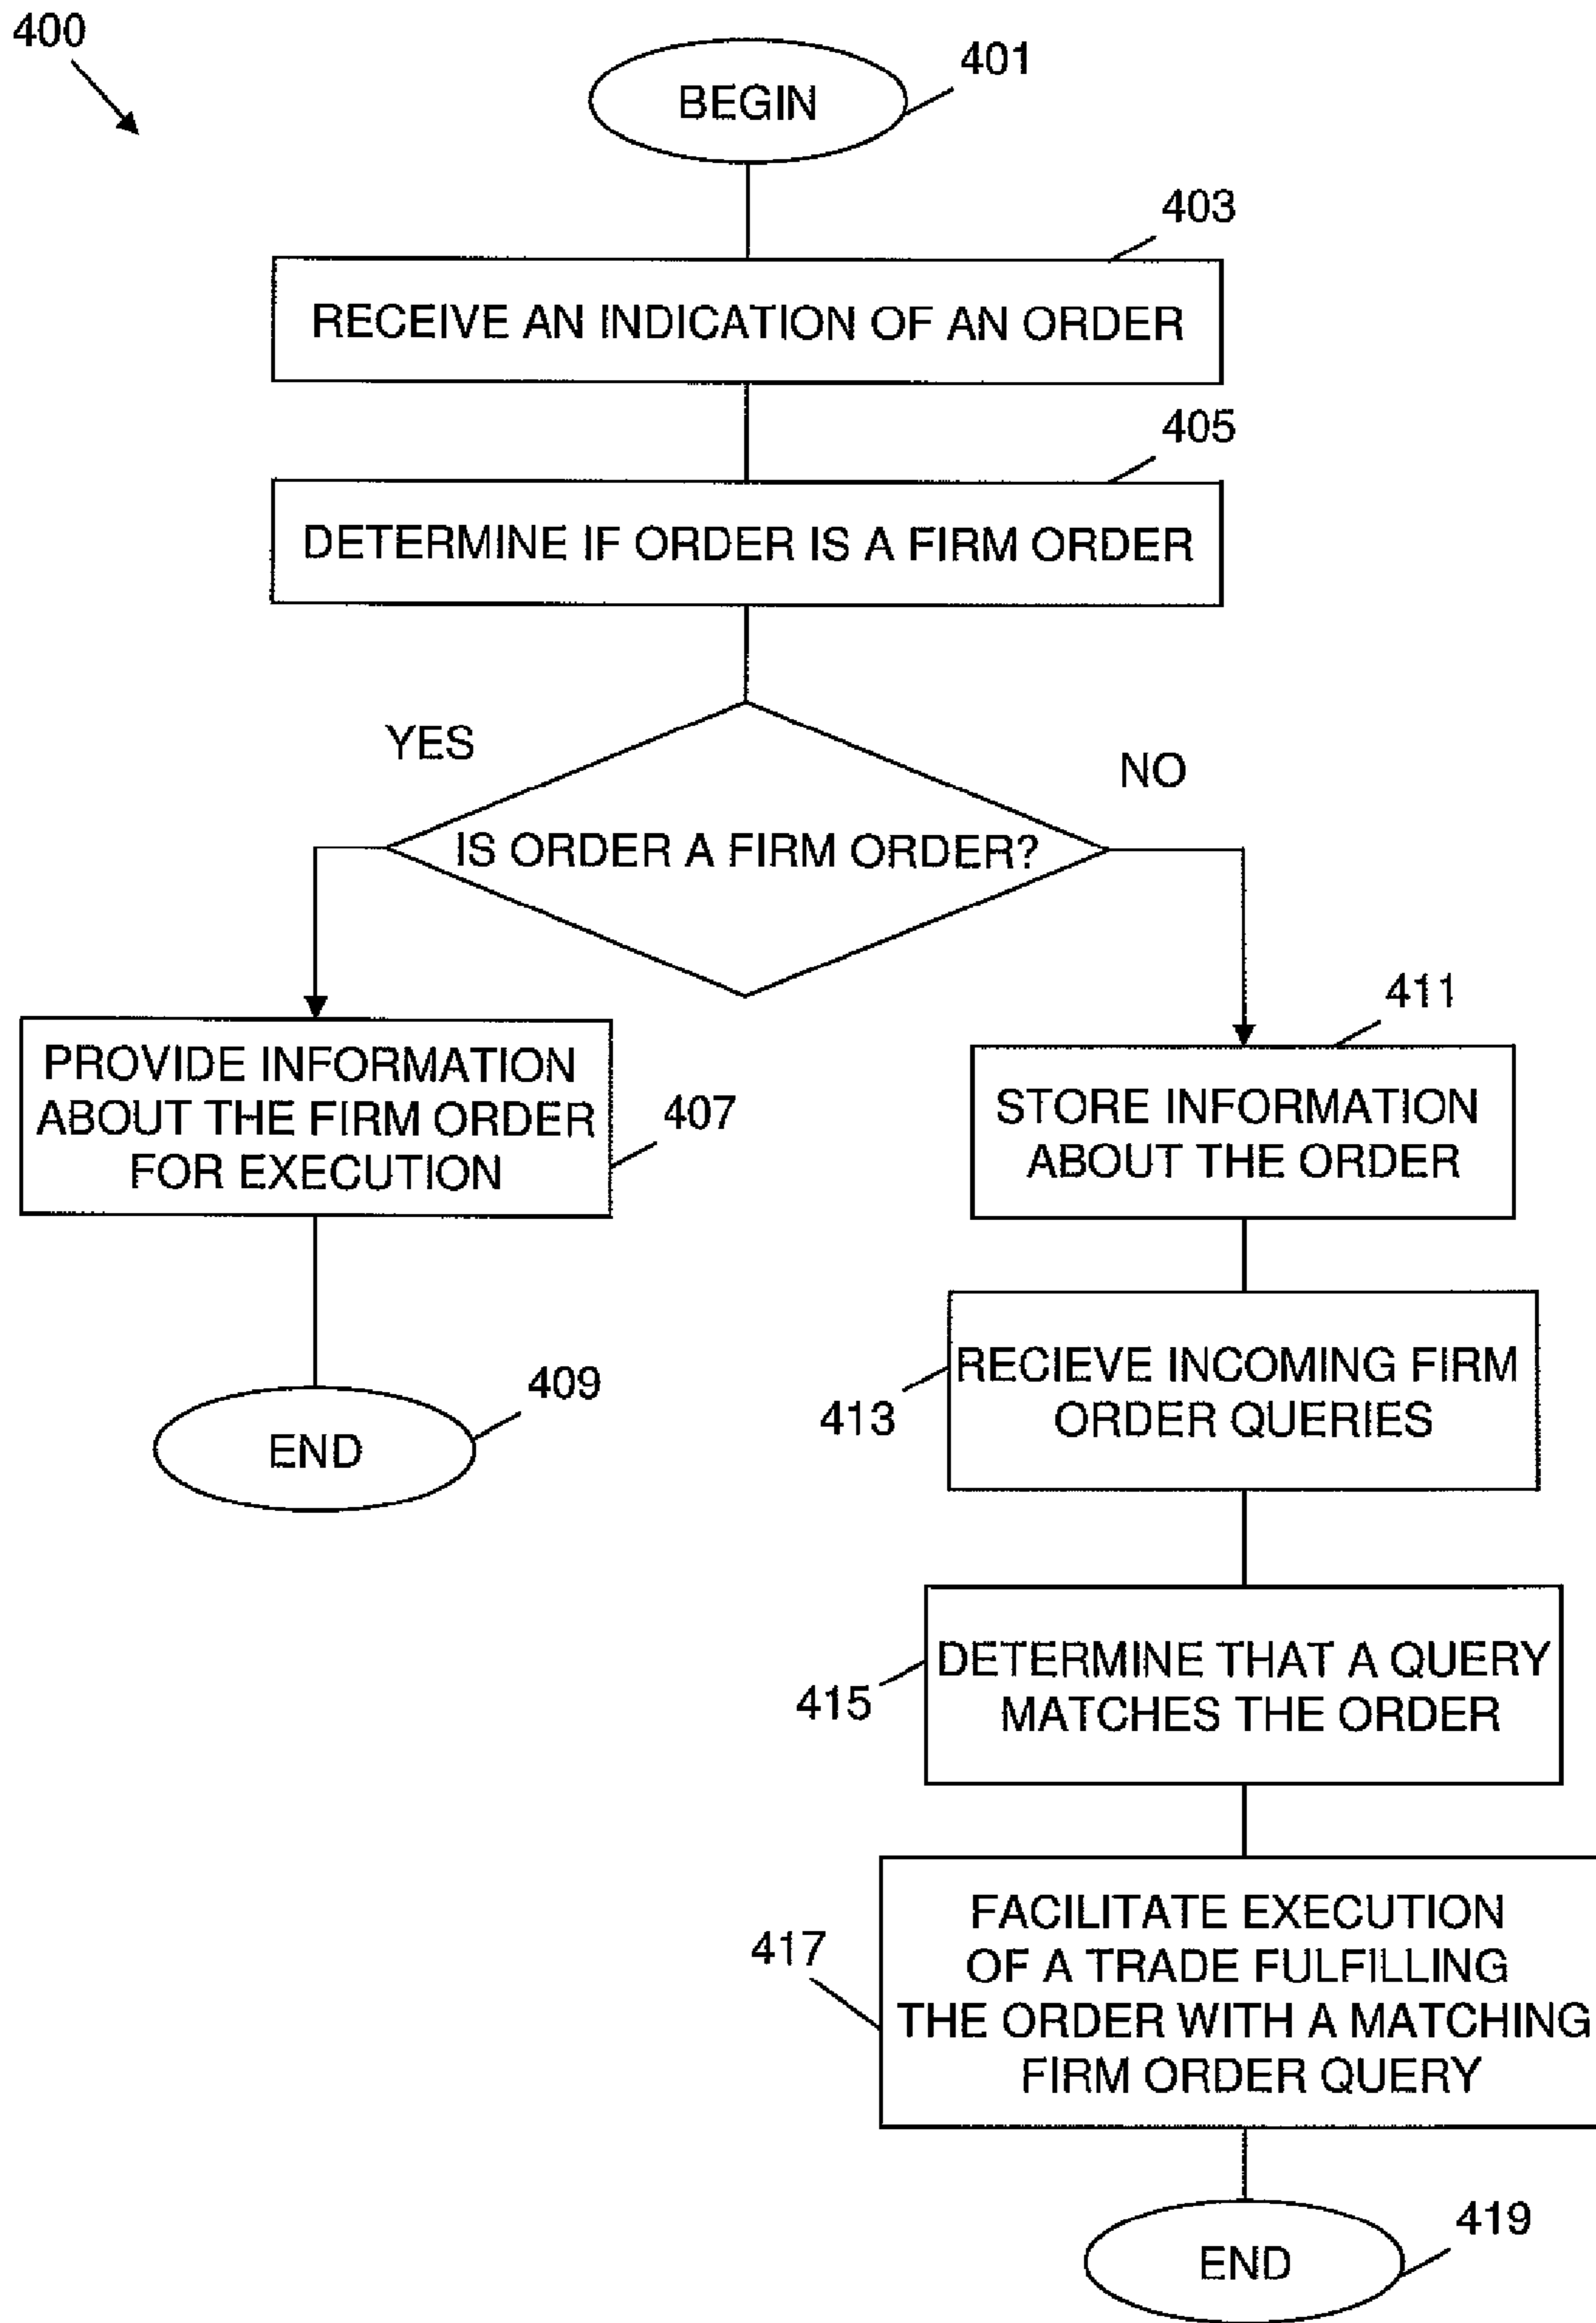 400
BEGIN
401
403
RECEIVE AN INDICATION OF AN ORDER
405
DETERMINE IF ORDER IS A FIRM ORDER
YES
NO
IS ORDER A FIRM ORDER?
PROVIDE INFORMATION
ABOUT THE FIRM ORDER
FOR EXECUTION
407
END
409
411
STORE INFORMATION
ABOUT THE ORDER
RECIEVE INCOMING FIRM
ORDER QUERIES
413
DETERMINE THAT A QUERY
MATCHES THE ORDER
415
FACILITATE EXECUTION
OF A TRADE FULFILLING
THE ORDER WITH A MATCHING
FIRM ORDER QUERY
417
END
419